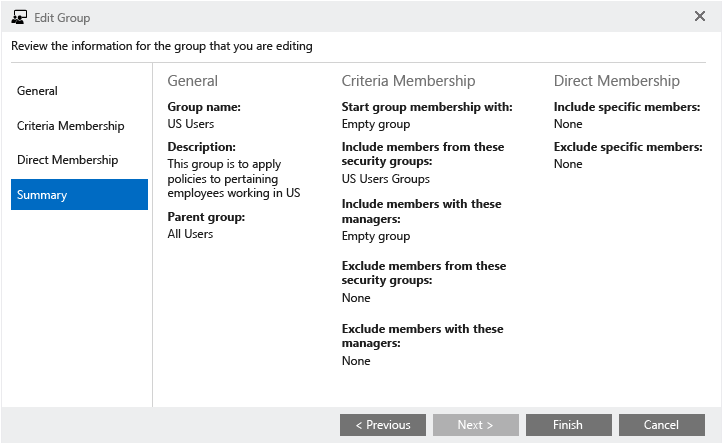 Edit Group
Review the information for the group that you are editing
General
Criteria Membership
Direct Membership
Summary
General
Group name:
US Users
Description:
This group is to apply
policies to pertaining
employees working in US
Parent group:
All Users
Criteria Membership
Start group membership with:
Empty group
Include members from these
security groups:
US Users Groups
Include members with these
managers:
Empty group
Exclude members from these
security groups:
None
Exclude members with these
managers:
None
Direct Membership
Include specific members:
None
Exclude specific members:
None
< Previous
Next >
Finish
Cancel